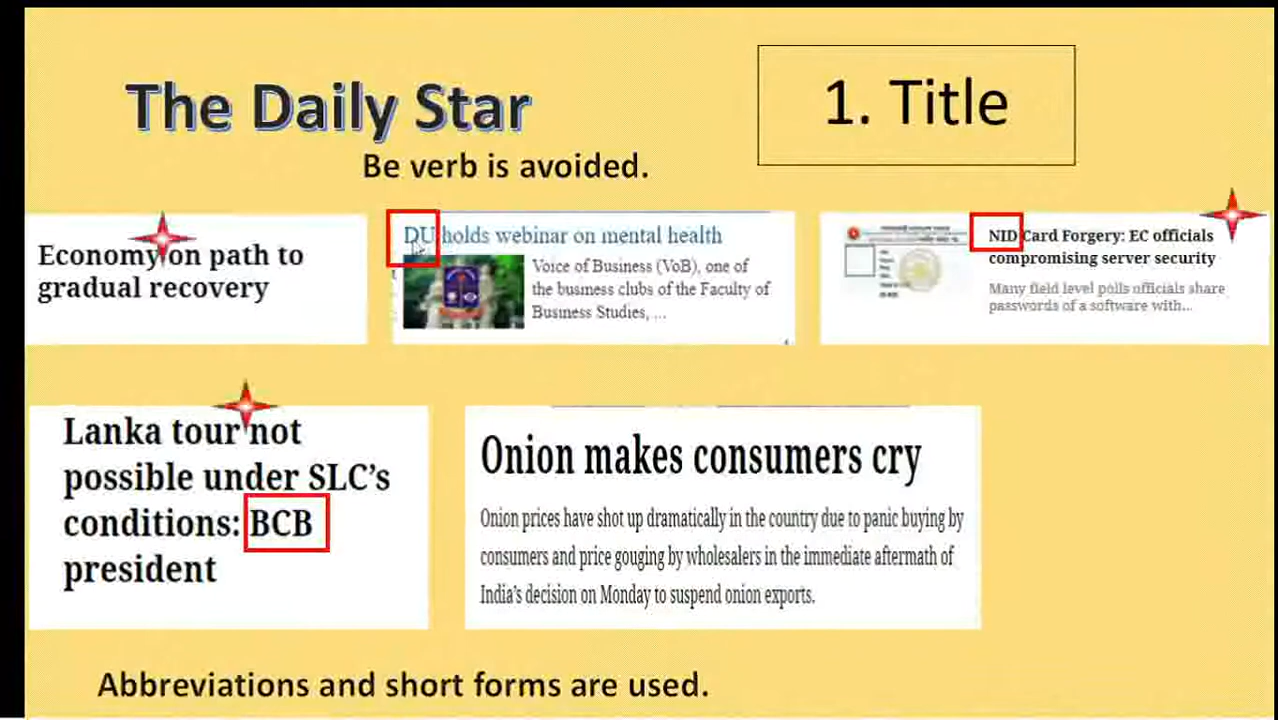 The Daily Star
1. Title
Be verb is avoided.
Economy on path to
gradual recovery
DU holds webinar on mental health
Voice of Business (VoB), one of
the business clubs of the Faculty of
Business Studies, ...
NID Card Forgery: EC officials
compromising server security
Many field level polls officials share
passwords of a software with...
Lanka tour not
possible under SLC's
conditions: BCB
president
Onion makes consumers cry
Onion prices have shot up dramatically in the country due to panic buying by
consumers and price gouging by wholesalers in the immediate aftermath of
India's decision on Monday to suspend onion exports.
Abbreviations and short forms are used.